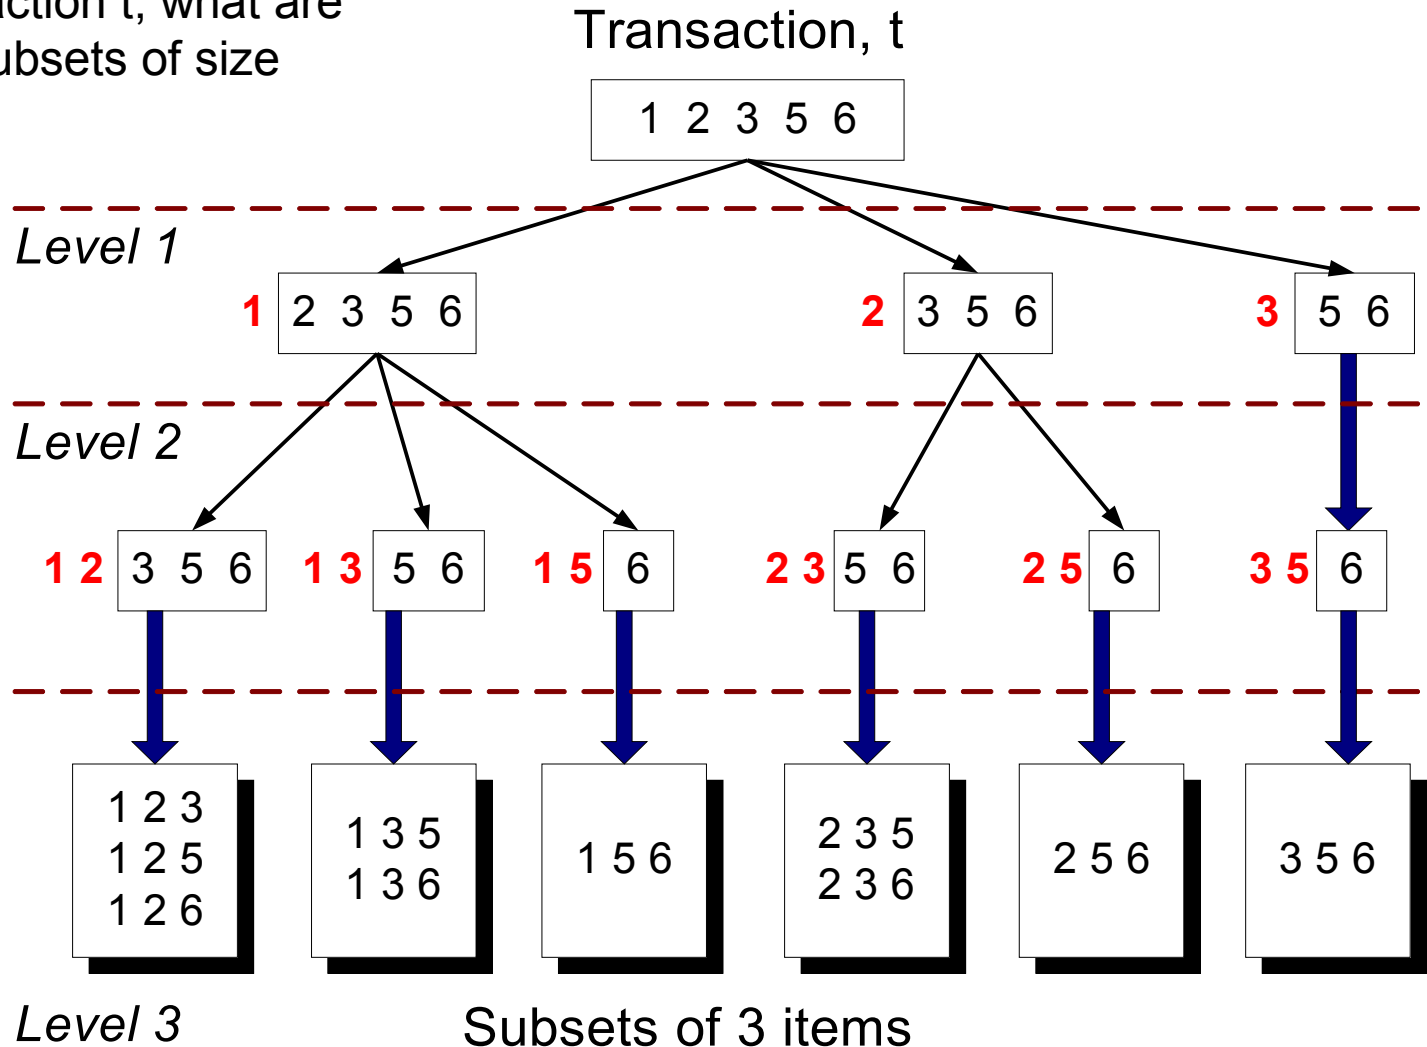 what are
of size
Transaction, t
1 2 3 5 6
Level 1
1 2 3 5 6
2 3 5 6
3 5 6
Level 2
1 2 3 5 6
1 3 5 6
1 5 6
2 3 5 6
2 5 6
3 5 6
1 2 3
1 2 5
1 2 6
1 3 5
1 3 6
1 5 6
2 3 5
2 3 6
2 5 6
3 5 6
Level 3
Subsets of 3 items